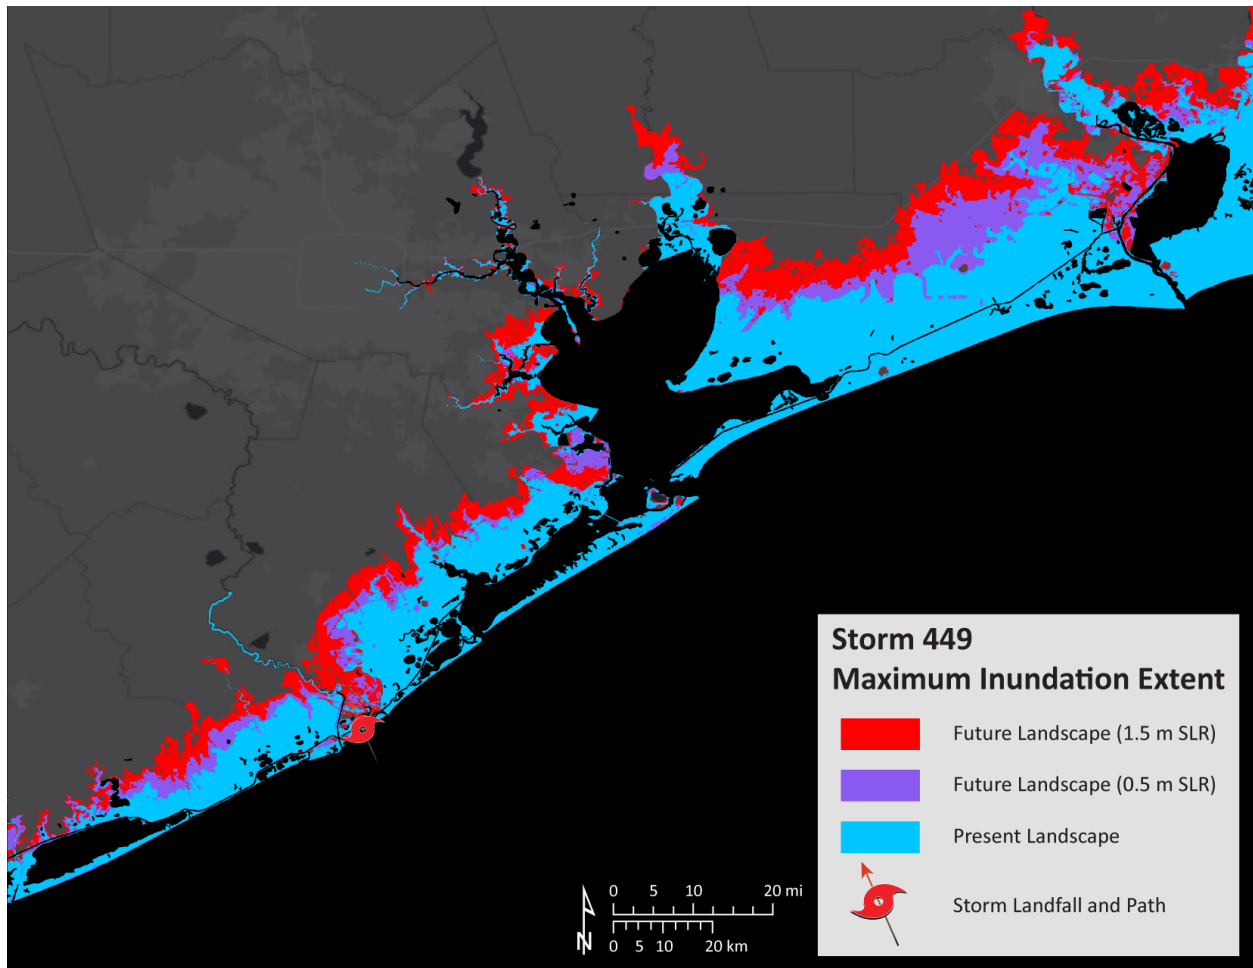 Storm 449
Maximum Inundation Extent
Future Landscape (1.5 m SLR)
Future Landscape (0.5 m SLR)
Present Landscape
Storm Landfall and Path
0 5 10 20 mi
0 5 10 20 km
N